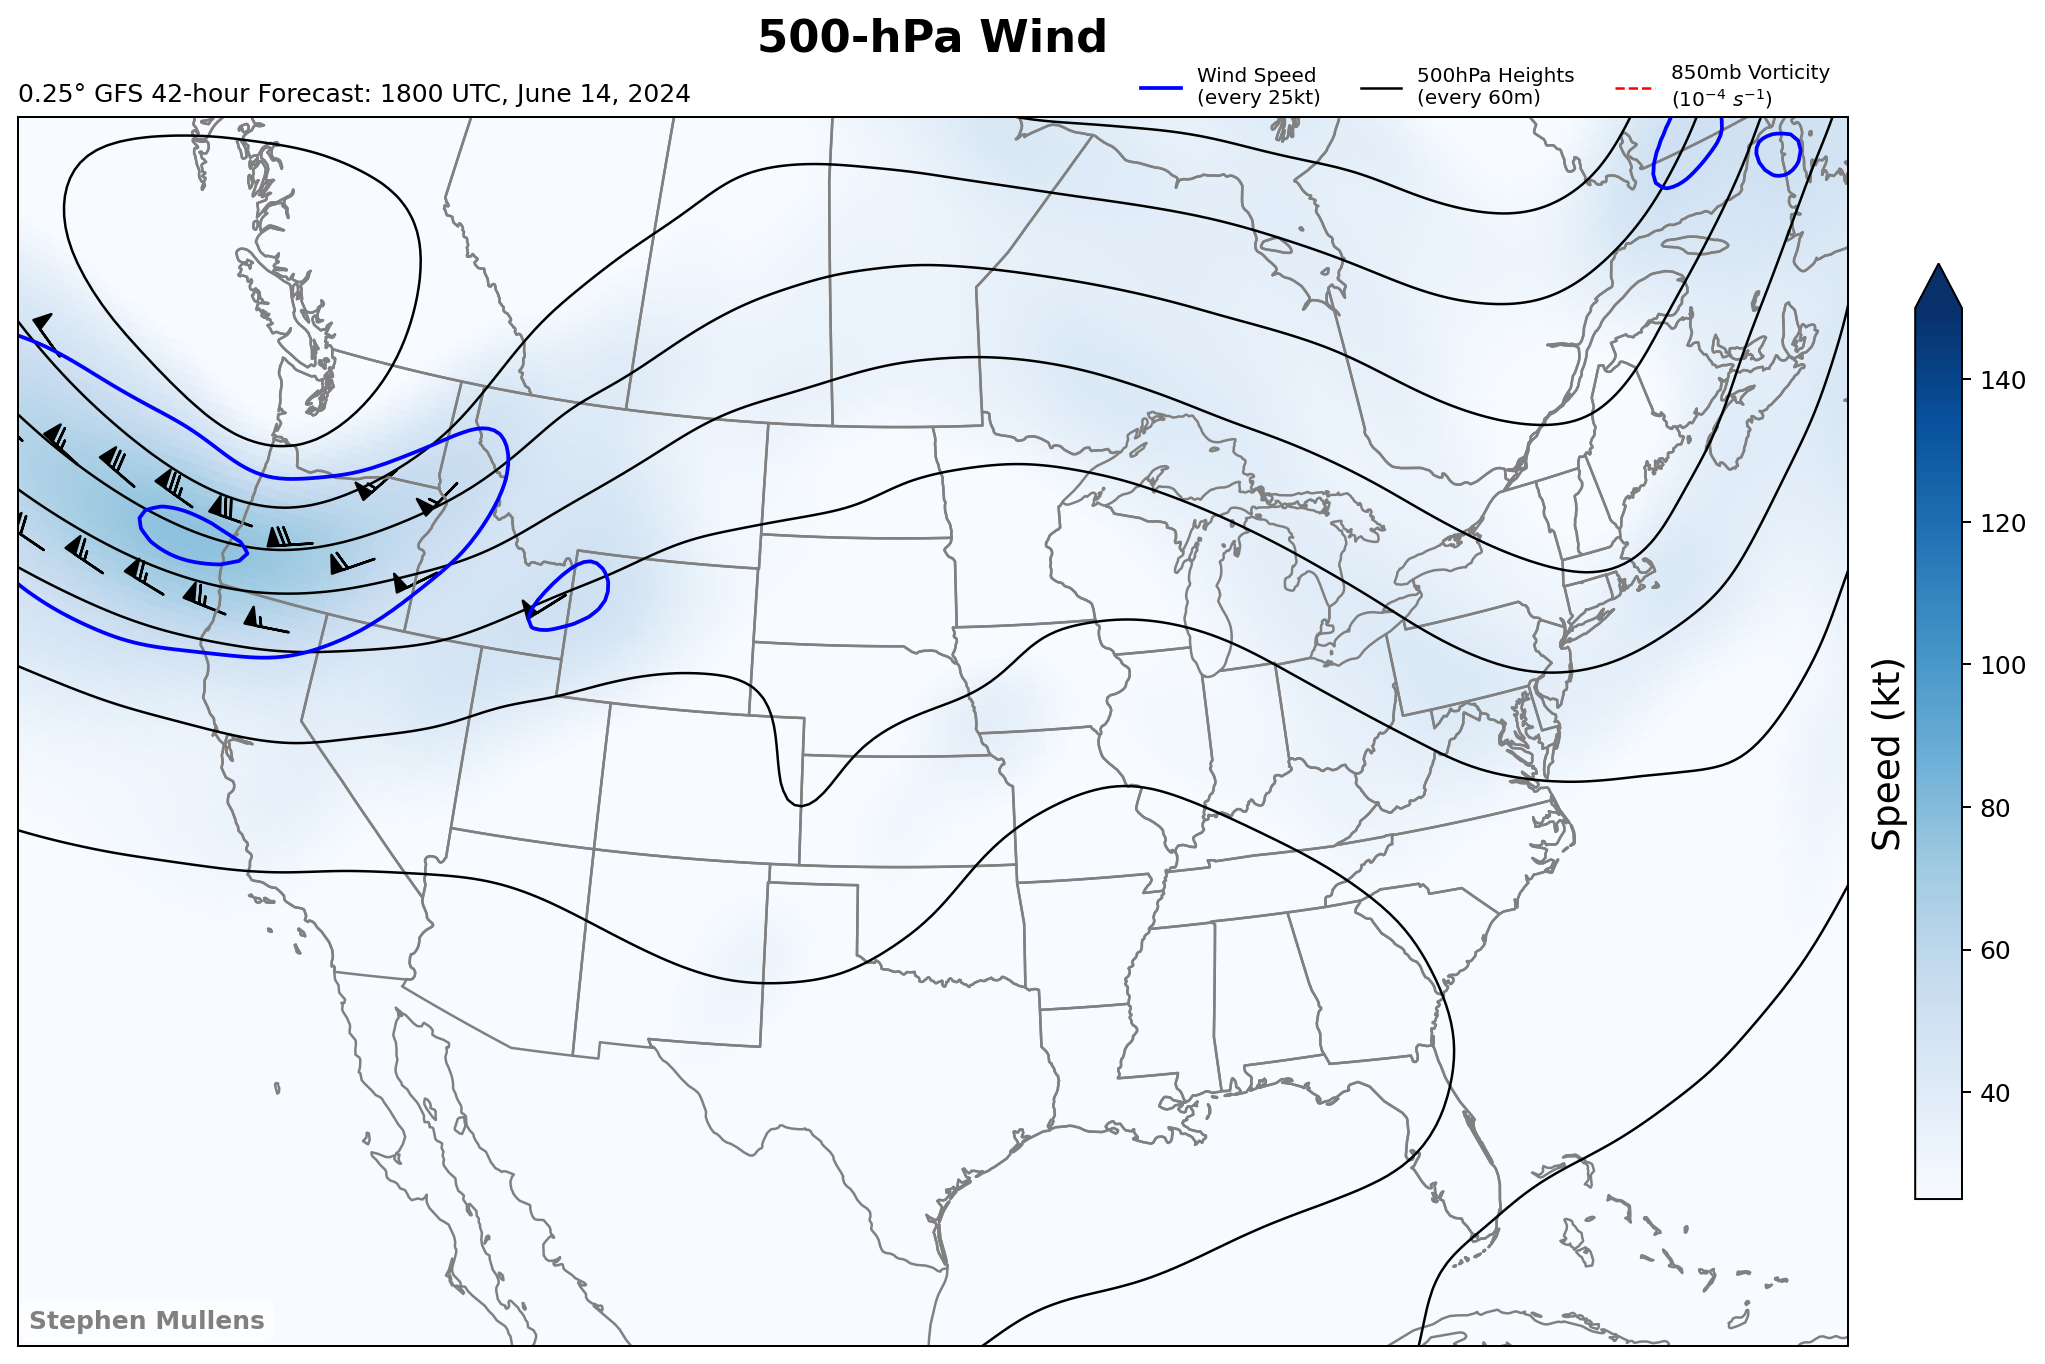 500-hPa Wind
0.25° GFS 42-hour Forecast: 1800 UTC, June 14, 2024
Wind Speed
(every 25kt)
500hPa Heights
(every 60m)
850mb Vorticity
(10⁻⁴ s⁻¹)
140
120
100
80
60
40
Speed (kt)
Stephen Mullens